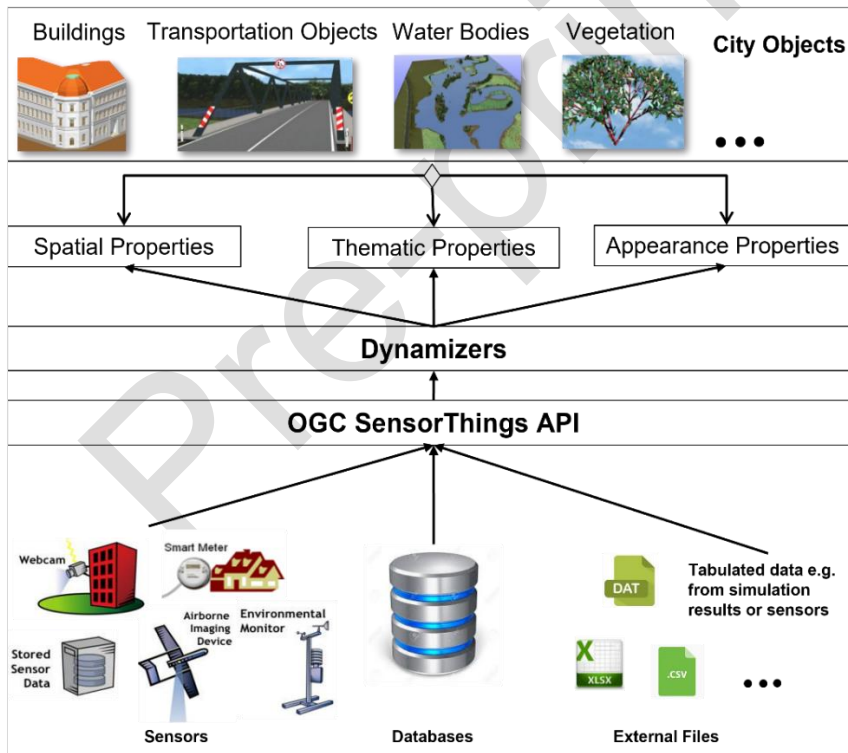 Buildings
Transportation Objects
Water Bodies
Vegetation
City Objects
Spatial Properties
Thematic Properties
Appearance Properties
Dynamizers
OGC SensorThings API
Webcam
Smart Meter
Stored
Sensor
Data
Airborne
Imaging
Device
Environmental
Monitor
DAT
Tabulated data e.g.
from simulation
results or sensors
X
XLSX
.CSV
Sensors
Databases
External Files
Pre-prin